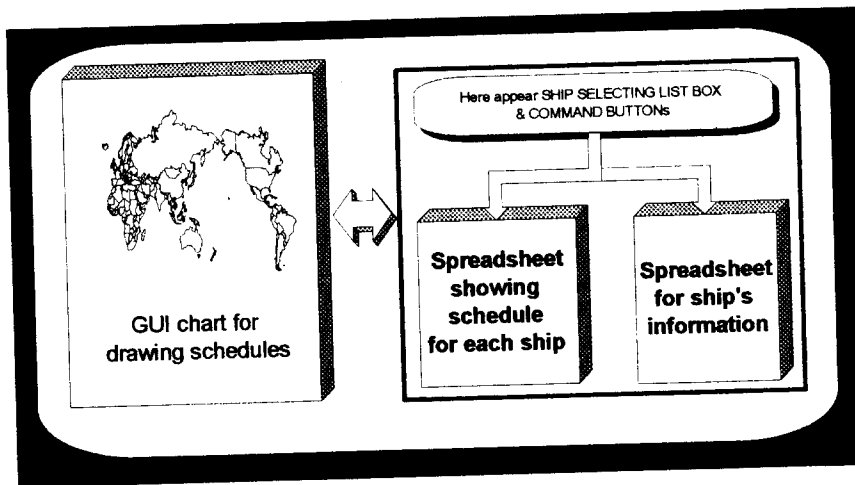 Here appear SHIP SELECTING LIST BOX
& COMMAND BUTTONs
GUI chart for
drawing schedules
Spreadsheet
showing
schedule
for each ship
Spreadsheet
for ship's
information